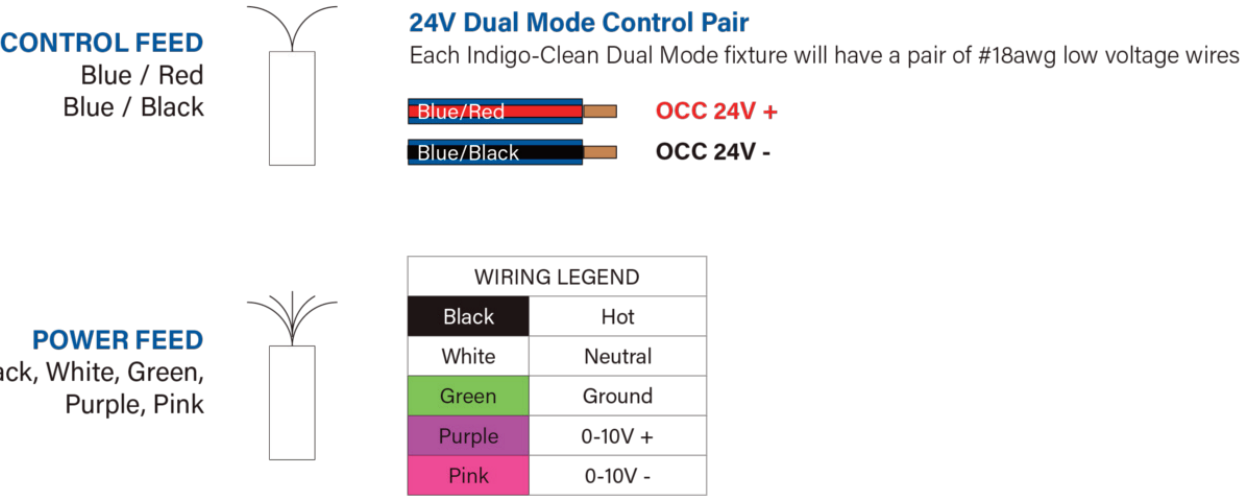 CONTROL FEED
Blue / Red
Blue / Black
24V Dual Mode Control Pair
Each Indigo-Clean Dual Mode fixture will have a pair of #18awg low voltage wires
Blue/Red OCC 24V +
Blue/Black OCC 24V -
POWER FEED
ack, White, Green,
Purple, Pink
WIRING LEGEND
Black Hot
White Neutral
Green Ground
Purple 0-10V +
Pink 0-10V -